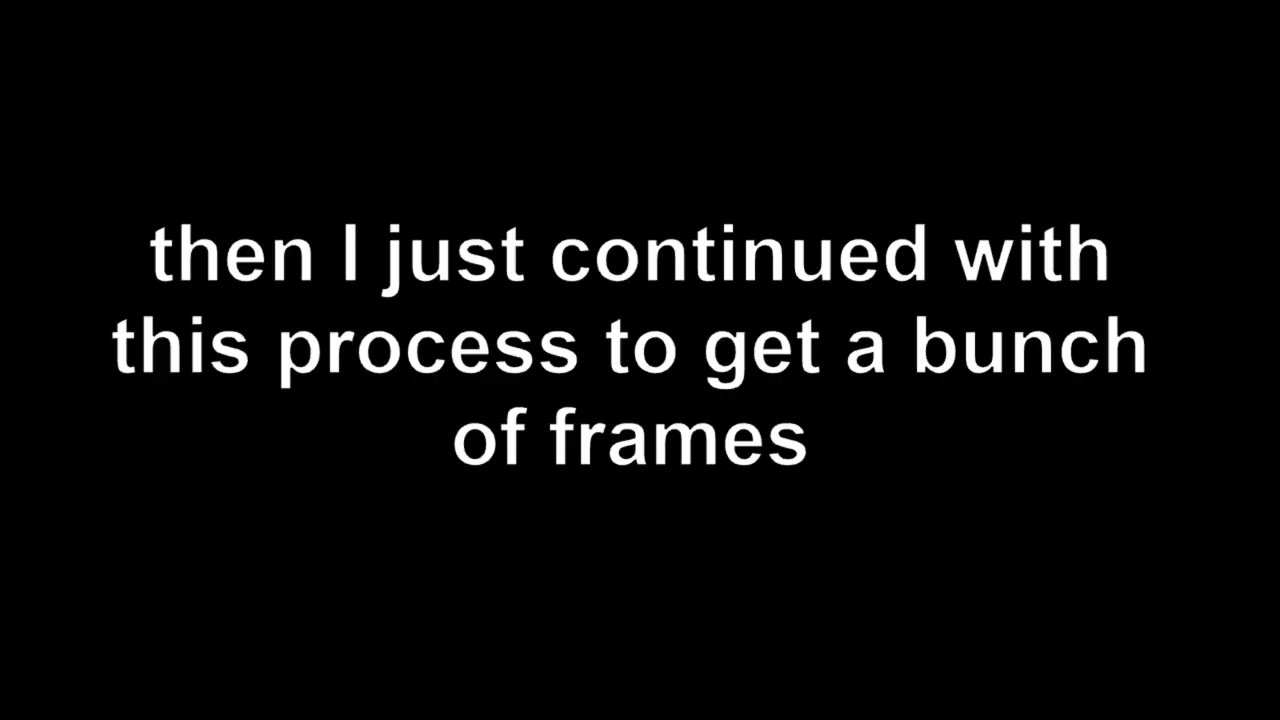 then I just continued with
this process to get a bunch
of frames